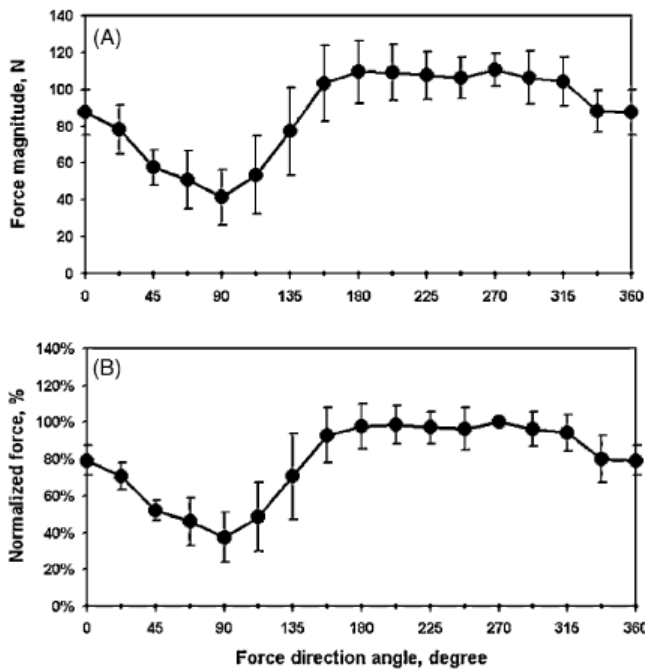 (A)
Force magnitude, N
140
120
100
80
60
40
20
0
0 45 90 135 180 225 270 315 360
(B)
Normalized force, %
140%
120%
100%
80%
60%
40%
20%
0%
0 45 90 135 180 225 270 315 360
Force direction angle, degree